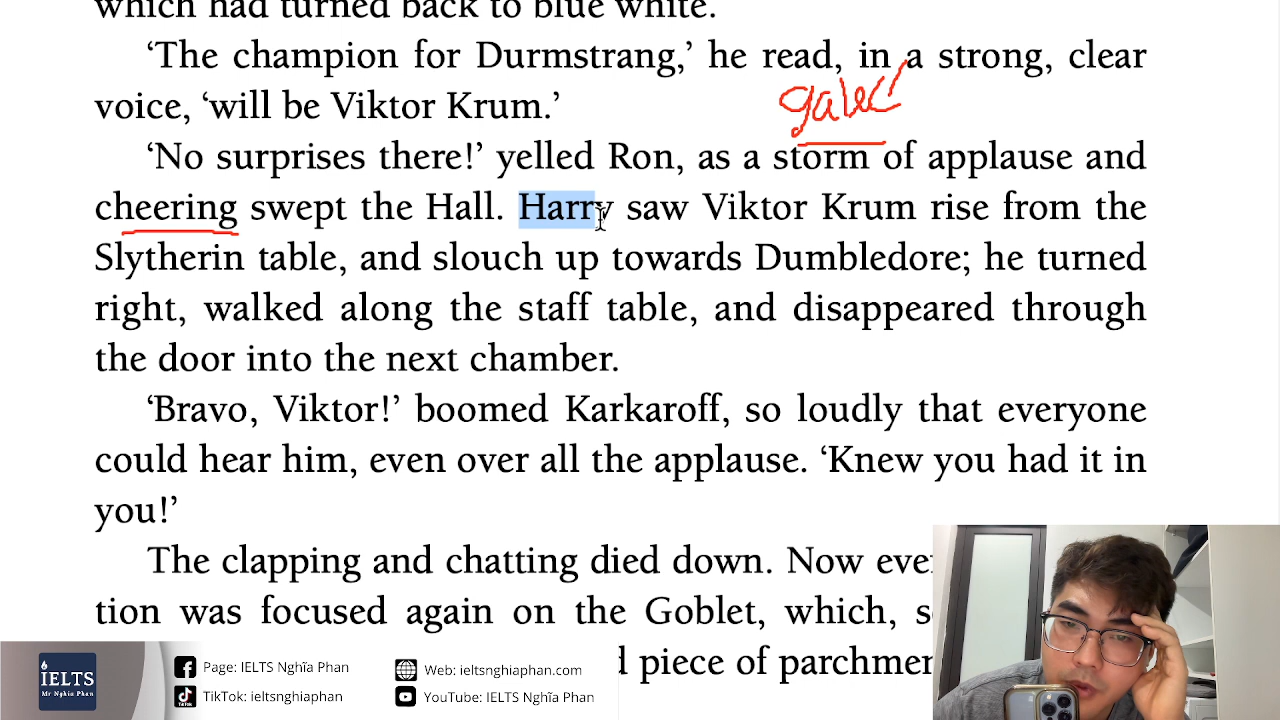 which had turned back to blue white.
‘The champion for Durmstrang,’ he read, in a strong, clear
voice, ‘will be Viktor Krum.’
‘No surprises there!’ yelled Ron, as a storm of applause and
cheering swept the Hall. Harry saw Viktor Krum rise from the
Slytherin table, and slouch up towards Dumbledore; he turned
right, walked along the staff table, and disappeared through
the door into the next chamber.
‘Bravo, Viktor!’ boomed Karkaroff, so loudly that everyone
could hear him, even over all the applause. ‘Knew you had it in
you!’
The clapping and chatting died down. Now
tion was focused again on the Goblet, which,
piece of
IELTS
Mr Nghia Phan
Page: IELTS Nghĩa Phan
TikTok: ieltsnghiaphan
Web: ieltsnghiaphan.com
YouTube: IELTS Nghĩa Phan